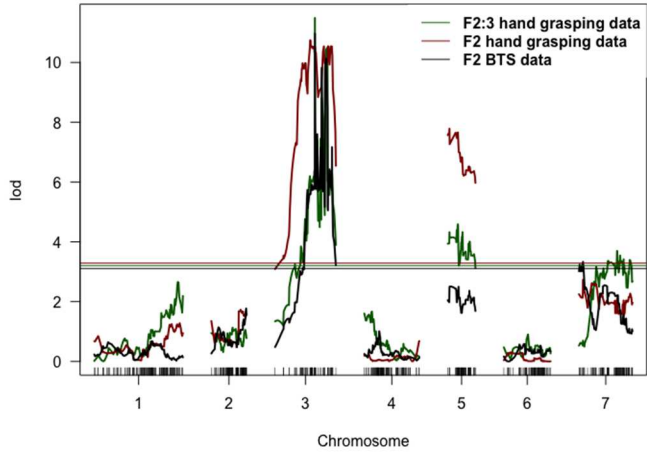 F2:3 hand grasping data
F2 hand grasping data
F2 BTS data
10
8
6
4
2
0
lod
1 2 3 4 5 6 7
Chromosome